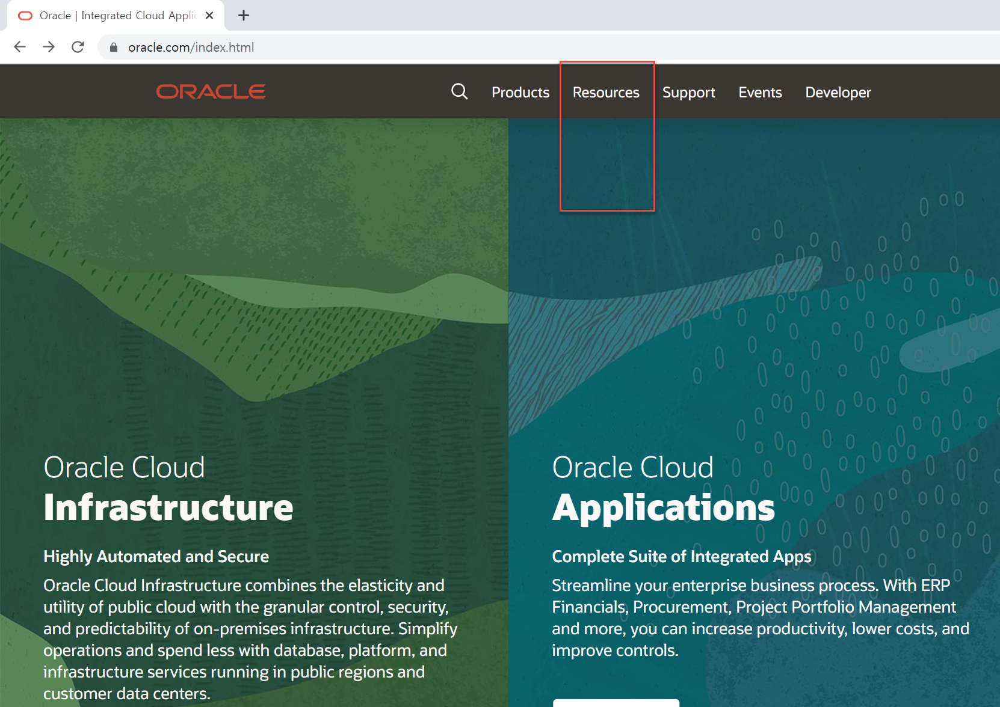 Oracle | Integrated Cloud Applic
oracle.com/index.html
ORACLE
Products Resources Support Events Developer
Oracle Cloud
Infrastructure
Highly Automated and Secure
Oracle Cloud Infrastructure combines the elasticity and
utility of public cloud with the granular control, security,
and predictability of on-premises infrastructure. Simplify
operations and spend less with database, platform, and
infrastructure services running in public regions and
customer data centers.
Oracle Cloud
Applications
Complete Suite of Integrated Apps
Streamline your enterprise business process. With ERP
Financials, Procurement, Project Portfolio Management
and more, you can increase productivity, lower costs, and
improve controls.